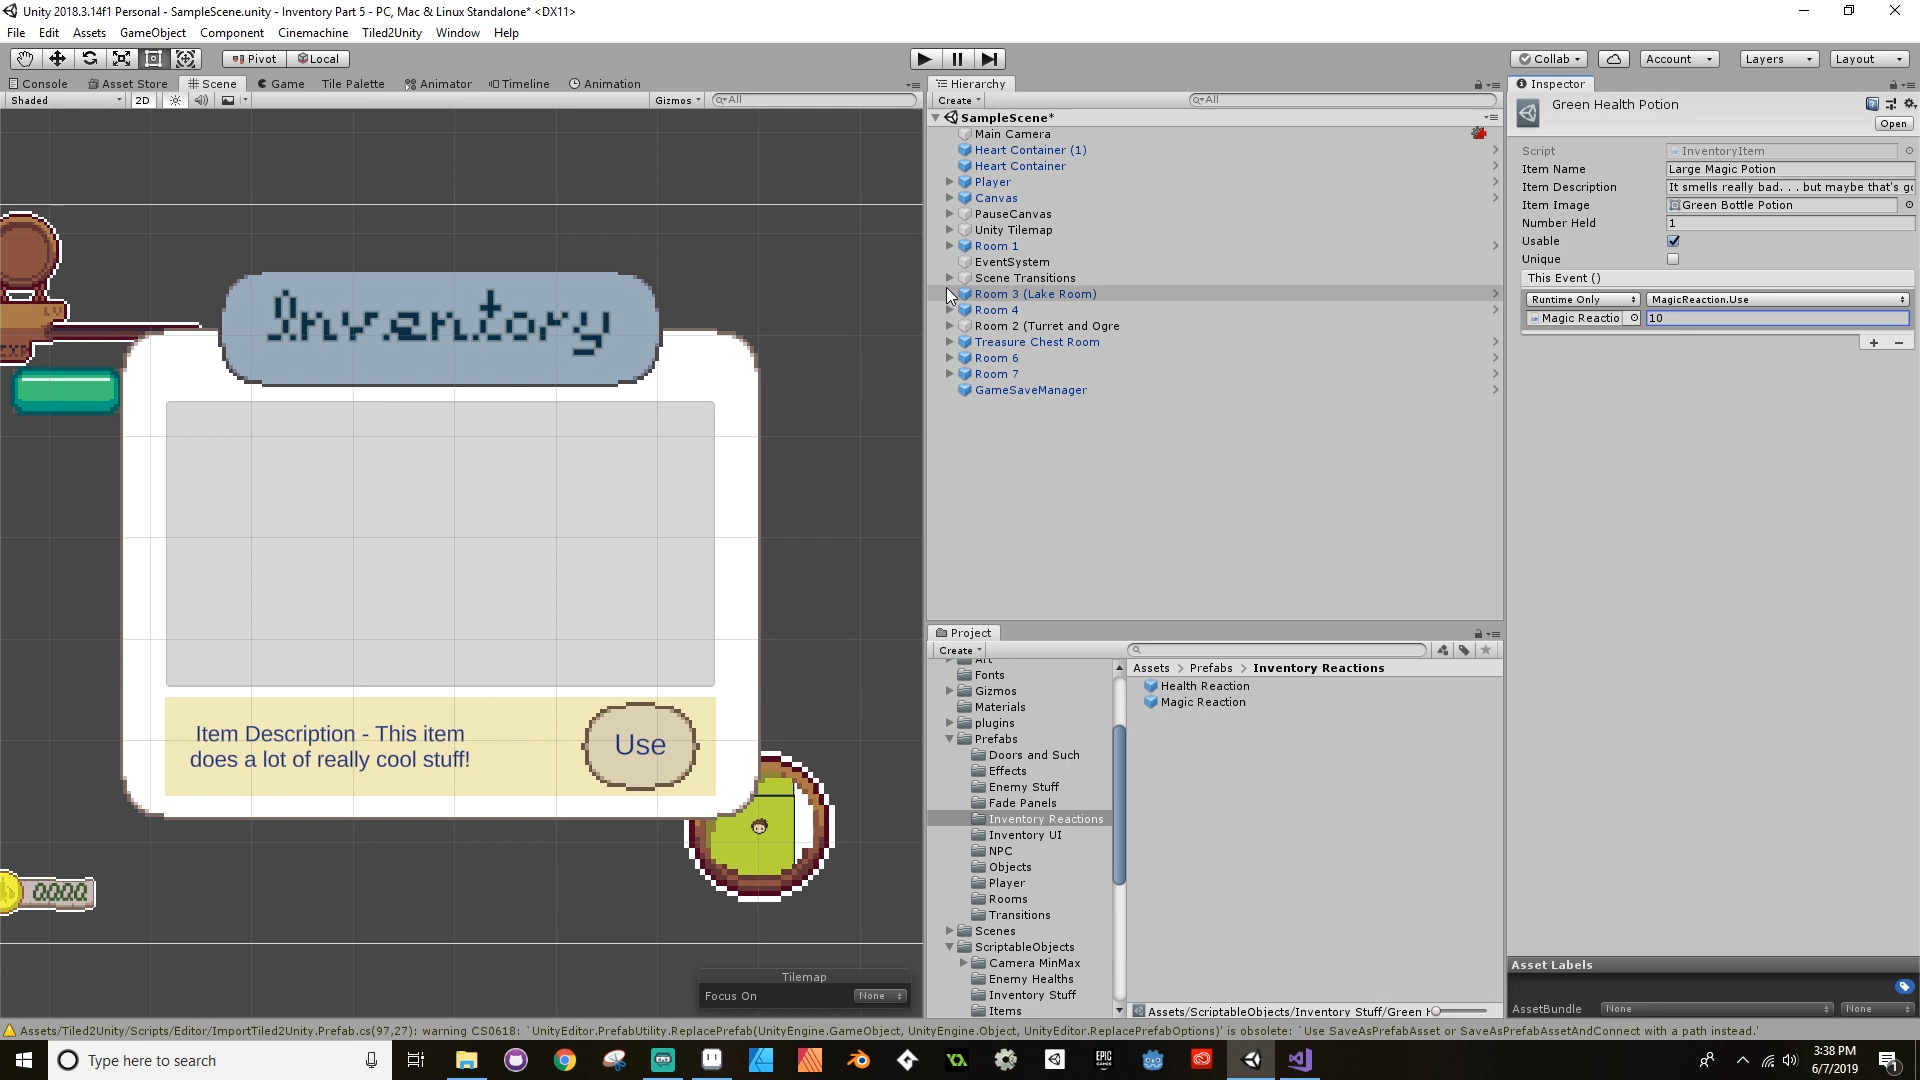 Unity 2018.3.14f1 Personal - SampleScene.unity - Inventory Part 5 - PC, Mac & Linux Standalone* <DX11>
File Edit Assets GameObject Component Cinemachine Tiled2Unity Window Help
Pivot Local Collab Account Layers Layout
Console Asset Store Scene Game Tile Palette Animator Timeline Animation
Shaded 2D Gizmos All
Hierarchy
Create All
SampleScene*
Main Camera
Heart Container (1)
Heart Container
Player
Canvas
PauseCanvas
Unity Tilemap
Room 1
EventSystem
Scene Transitions
Room 3 (Lake Room)
Room 4
Room 2 (Turret and Ogre
Treasure Chest Room
Room 6
Room 7
GameSaveManager
Inspector
Green Health Potion
Open
Script InventoryItem
Item Name Large Magic Potion
Item Description It smells really bad. . . but maybe that's
Item Image Green Bottle Potion
Number Held 1
Usable
Unique
This Event ()
Runtime Only MagicReaction.Use
Magic Reactio 10
Inventory
Item Description - This item
does a lot of really cool stuff!
Use
0000
Tilemap
Focus On None
Project
Create
Art
Fonts
Gizmos
Materials
plugins
Prefabs
Doors and Such
Effects
Enemy Stuff
Fade Panels
Inventory Reactions
Inventory UI
NPC
Objects
Player
Rooms
Transitions
Scenes
ScriptableObjects
Camera MinMax
Enemy Healths
Inventory Stuff
Items
Assets > Prefabs > Inventory Reactions
Health Reaction
Magic Reaction
Assets/ScriptableObjects/Inventory Stuff/Green
Asset Labels
AssetBundle None None
Assets/Tiled2Unity/Scripts/Editor/ImportTiled2Unity.Prefab.cs(97,27): warning CS0618: `UnityEditor.PrefabUtility.ReplacePrefab(UnityEngine.GameObject, UnityEngine.Object, UnityEditor.ReplacePrefabOptions)' is obsolete: `Use SaveAsPrefabAsset or SaveAsPrefabAssetAndConnect with a path instead.'
Type here to search
EPIC GAMES
3:38 PM
6/7/2019
1